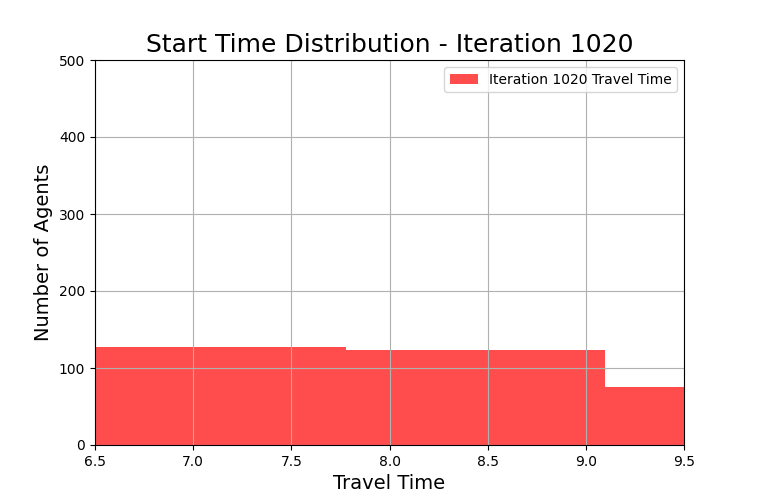 Start Time Distribution - Iteration 1020
500
Iteration 1020 Travel Time
400
300
200
100
0
Number of Agents
6.5 7.0 7.5 8.0 8.5 9.0 9.5
Travel Time